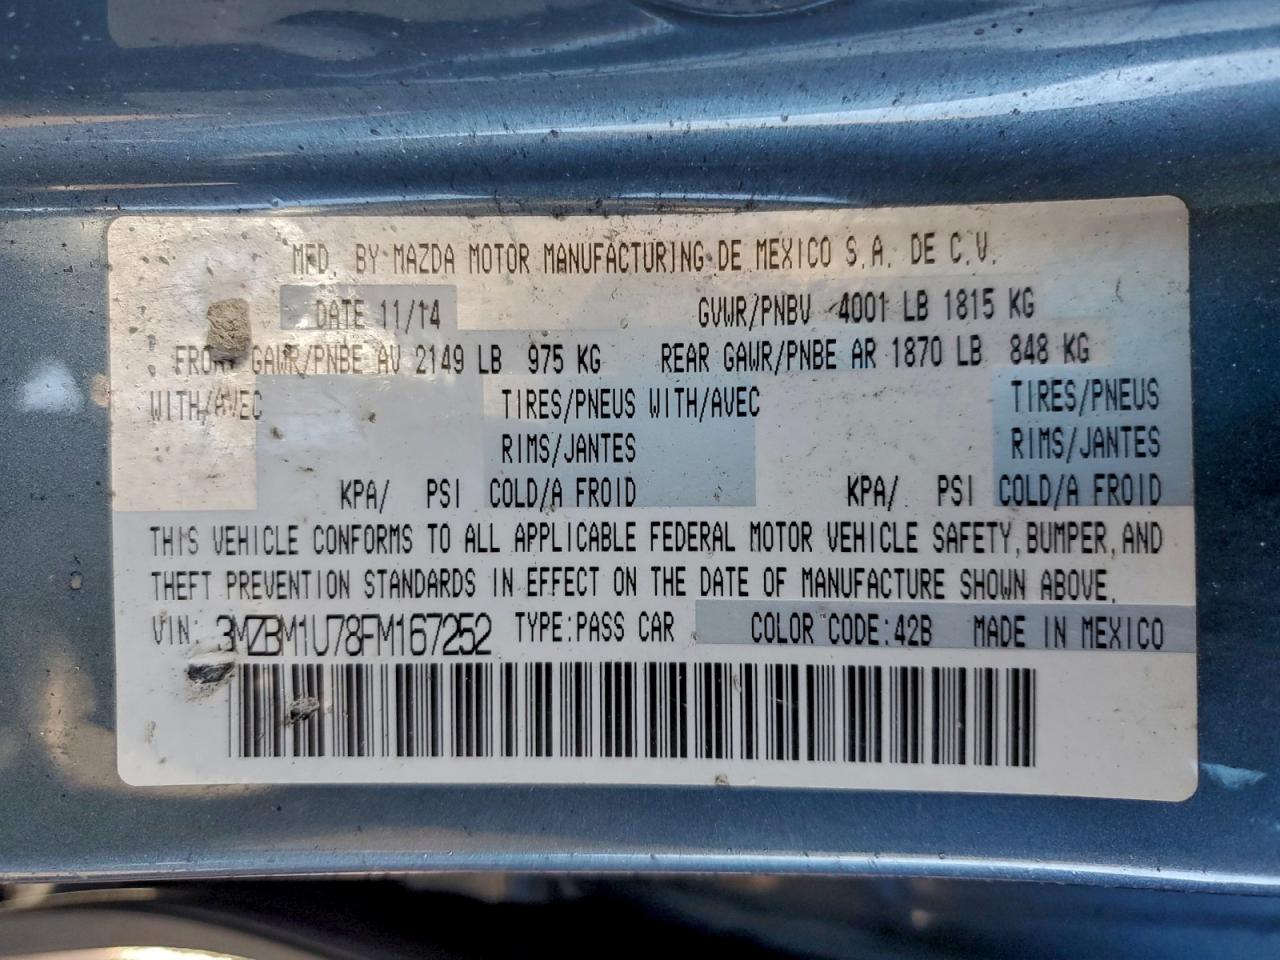 MFD. BY MAZDA MOTOR MANUFACTURING DE MEXICO S.A. DE C.V.
DATE 11/14 GVWR/PNBV 4001 LB 1815 KG
FRONT GAWR/PNBE AV 2149 LB 975 KG REAR GAWR/PNBE AR 1870 LB 848 KG
WITH/AVEC TIRES/PNEUS WITH/AVEC TIRES/PNEUS
RIMS/JANTES RIMS/JANTES
KPA/ PSI COLD/A FROID KPA/ PSI COLD/A FROID
THIS VEHICLE CONFORMS TO ALL APPLICABLE FEDERAL MOTOR VEHICLE SAFETY, BUMPER, AND
THEFT PREVENTION STANDARDS IN EFFECT ON THE DATE OF MANUFACTURE SHOWN ABOVE.
VIN: 3MZBM1U78FM167252 TYPE:PASS CAR COLOR CODE:42B MADE IN MEXICO